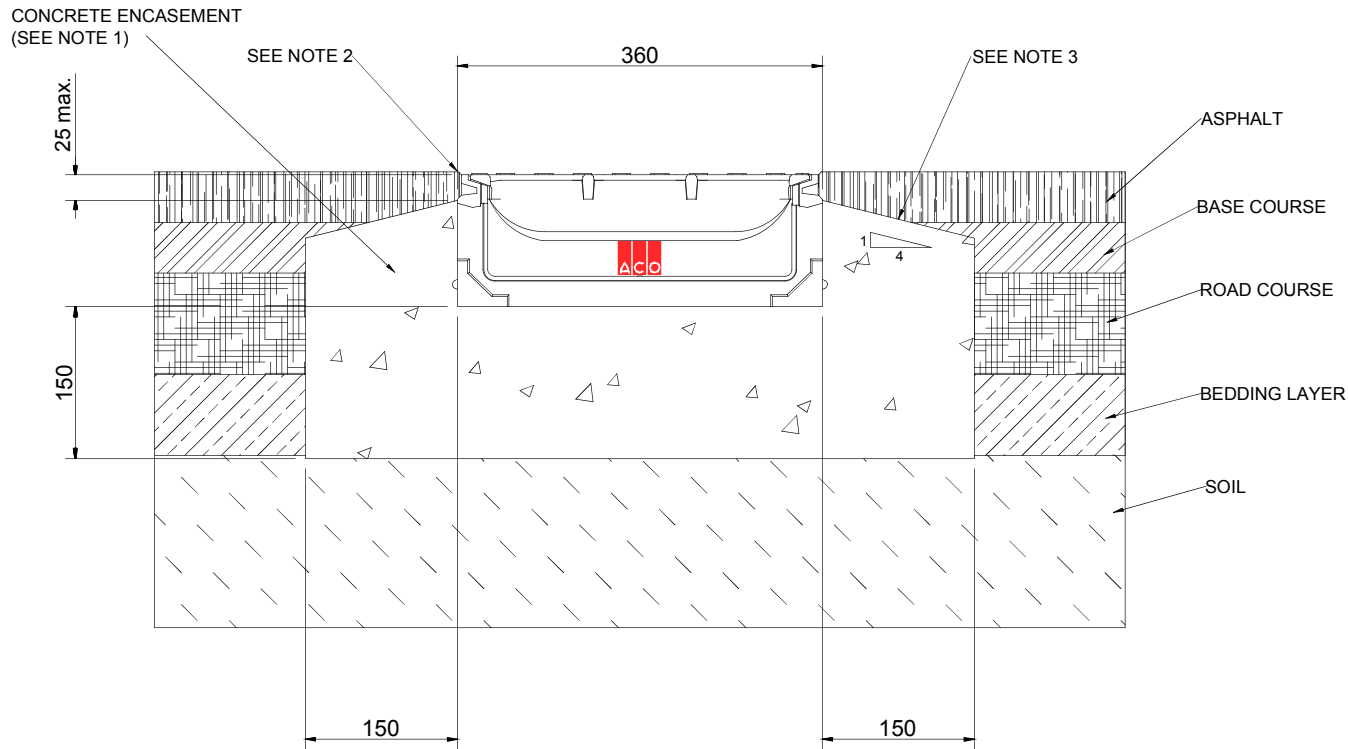 CONCRETE ENCASEMENT
(SEE NOTE 1)
SEE NOTE 2
360
SEE NOTE 3
25 max.
ASPHALT
BASE COURSE
1
4
ACO
ROAD COURSE
150
BEDDING LAYER
SOIL
150
150